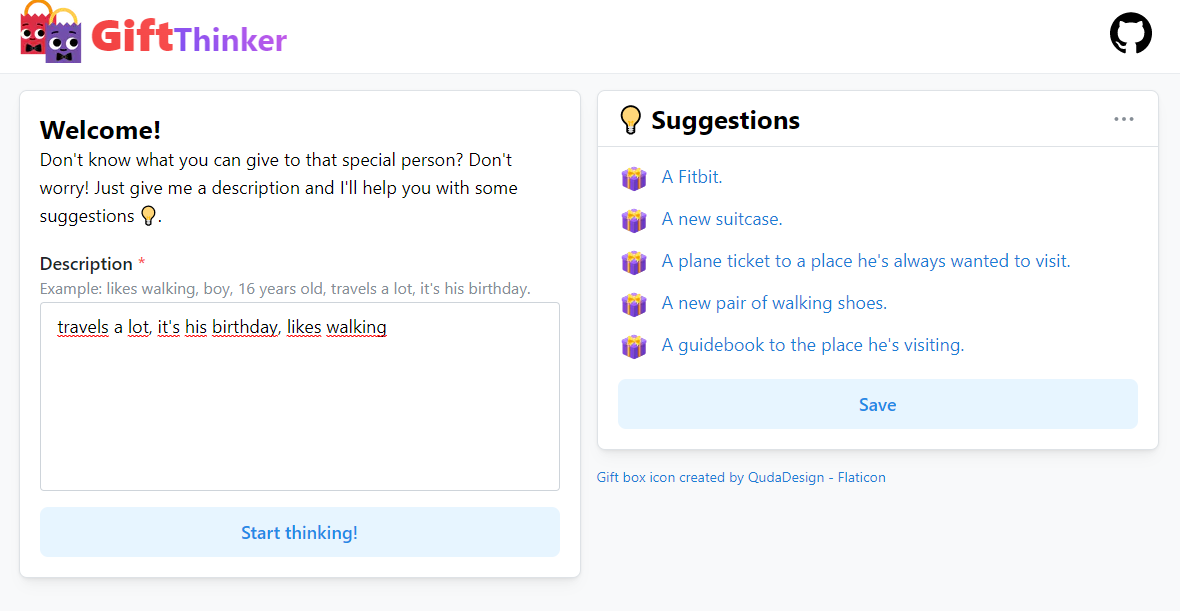 GiftThinker
Welcome!
Don't know what you can give to that special person? Don't
worry! Just give me a description and I'll help you with some
suggestions 💡.
Description *
Example: likes walking, boy, 16 years old, travels a lot, it's his birthday.
travels a lot, it's his birthday, likes walking
Start thinking!
💡 Suggestions
A Fitbit.
A new suitcase.
A plane ticket to a place he's always wanted to visit.
A new pair of walking shoes.
A guidebook to the place he's visiting.
Save
Gift box icon created by QudaDesign - Flaticon